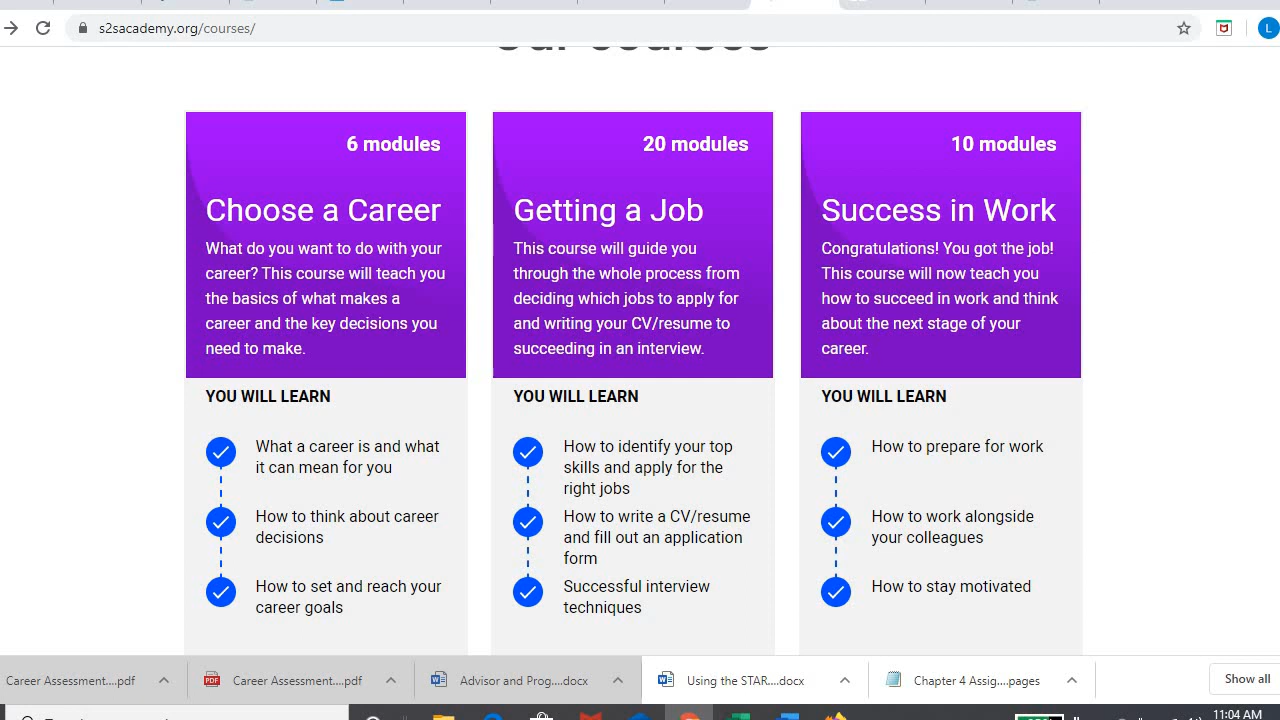 s2sacademy.org/courses/
L
Our courses
6 modules
Choose a Career
What do you want to do with your
career? This course will teach you
the basics of what makes a
career and the key decisions you
need to make.
YOU WILL LEARN
What a career is and what
it can mean for you
How to think about career
decisions
How to set and reach your
career goals
20 modules
Getting a Job
This course will guide you
through the whole process from
deciding which jobs to apply for
and writing your CV/resume to
succeeding in an interview.
YOU WILL LEARN
How to identify your top
skills and apply for the
right jobs
How to write a CV/resume
and fill out an application
form
Successful interview
techniques
10 modules
Success in Work
Congratulations! You got the job!
This course will now teach you
how to succeed in work and think
about the next stage of your
career.
YOU WILL LEARN
How to prepare for work
How to work alongside
your colleagues
How to stay motivated
Career Assessment....pdf
PDF
Career Assessment....pdf
Advisor and Prog....docx
Using the STAR....docx
Chapter 4 Assig....pages
Show all
11:04 AM